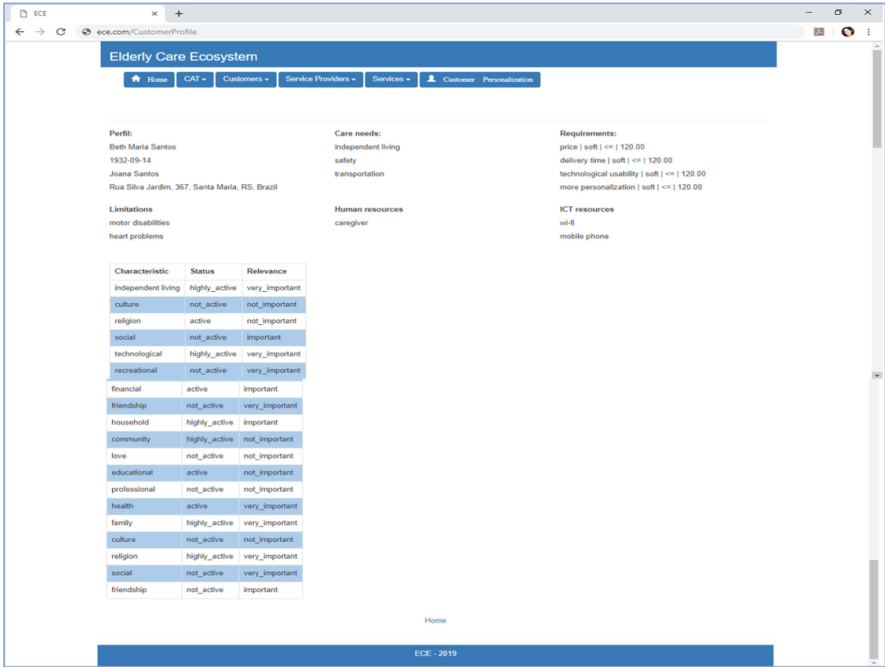 ECE
ece.com/CustomerProfile
Elderly Care Ecosystem
Home CAT Customers Service Providers Services Customer Personalization
Perfil:
Beth Maria Santos
1932-09-14
Joana Santos
Rua Silva Jardim, 367, Santa Maria, RS, Brazil
Care needs:
independent living
safety
transportation
Requirements:
price | soft | <= | 120.00
delivery time | soft | <= | 120.00
technological usability | soft | <= | 120.00
more personalization | soft | <= | 120.00
Limitations
motor disabilities
heart problems
Human resources
caregiver
ICT resources
wi-fi
mobile phone
Characteristic Status Relevance
independent living highly_active very_important
culture not_active not_important
religion active not_important
social not_active important
technological highly_active very_important
recreational not_active very_important
financial active important
friendship not_active very_important
household highly_active important
community highly_active not_important
love not_active not_important
educational active not_important
professional not_active not_important
health active very_important
family highly_active very_important
culture not_active not_important
religion highly_active very_important
social not_active very_important
friendship not_active important
Home
ECE - 2019